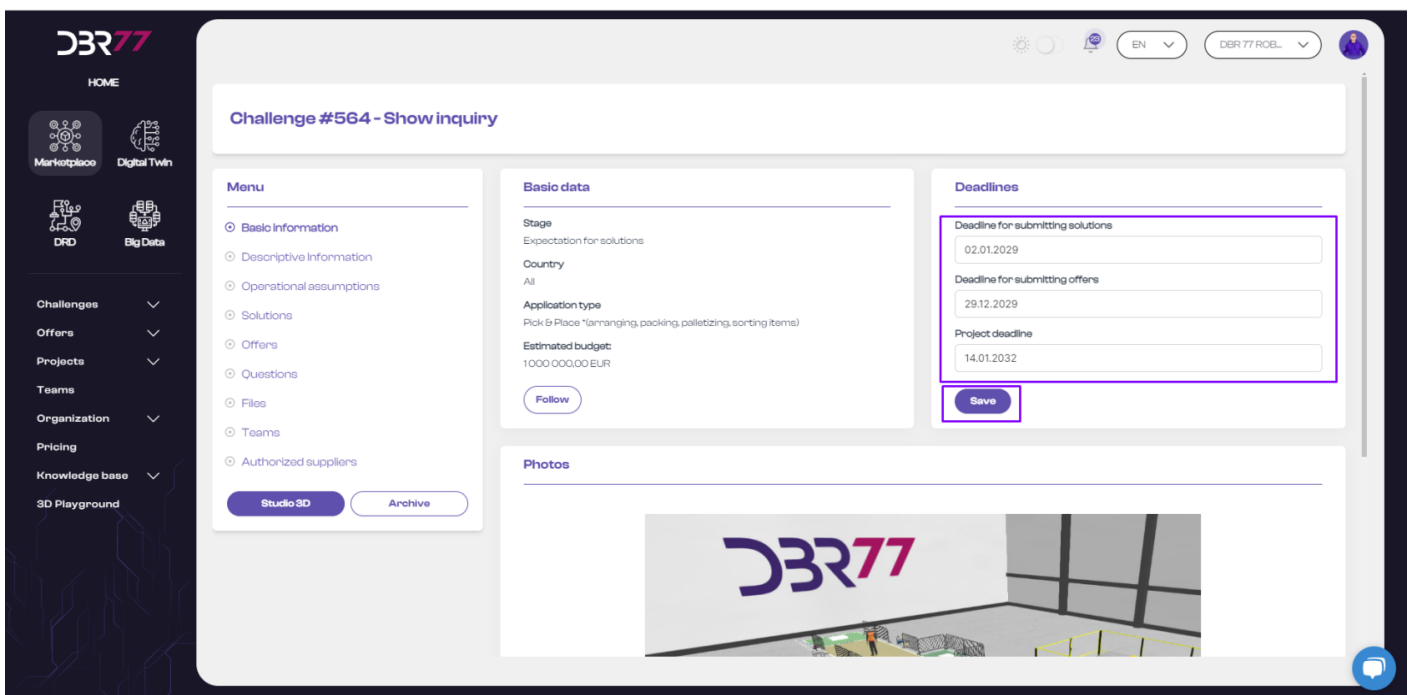 DBR77
HOME
Marketplace
Digital Twin
DRD
Big Data
Challenges
Offers
Projects
Teams
Organization
Pricing
Knowledge base
3D Playground
29
EN
DBR 77 ROB...
Challenge #564 - Show inquiry
Menu
Basic information
Descriptive Information
Operational assumptions
Solutions
Offers
Questions
Files
Teams
Authorized suppliers
Studio 3D
Archive
Basic data
Stage
Expectation for solutions
Country
All
Application type
Pick & Place *(arranging, packing, palletizing, sorting items)
Estimated budget:
1 000 000,00 EUR
Follow
Deadlines
Deadline for submitting solutions
02.01.2029
Deadline for submitting offers
29.12.2029
Project deadline
14.01.2032
Save
Photos
DBR77